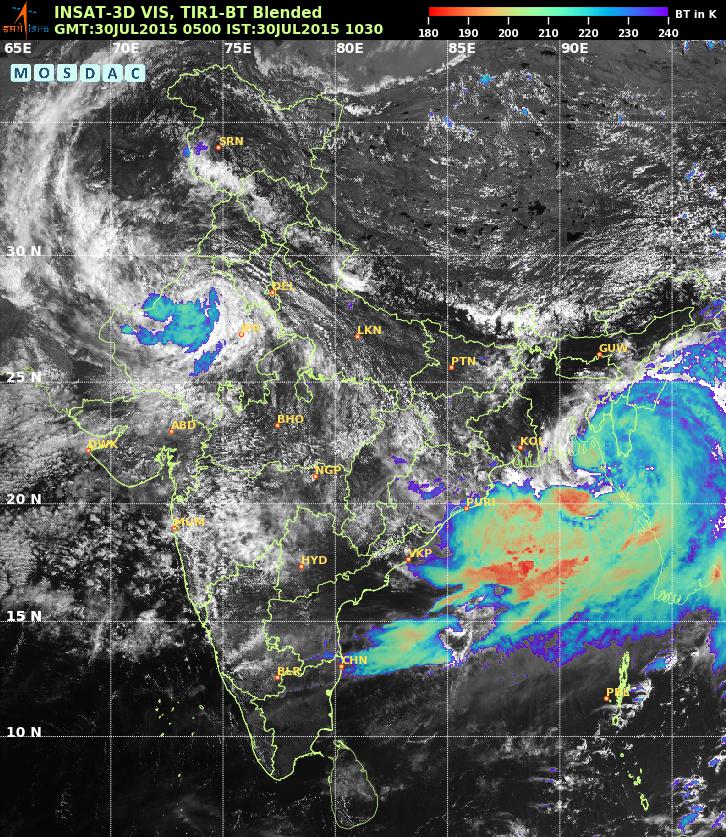 INSAT-3D VIS, TIR1-BT Blended
GMT:30JUL2015 0500 IST:30JUL2015 1030
BT in K
180 190 200 210 220 230 240
65E 70E 75E 80E 85E 90E
M O S D A C
SRN
30 N
DEL
LKN
GUW
PTN
25 N
ABD
BHO
KOL
DWK
NGP
20 N
PURI
MUM
VKP
HYD
15 N
CHN
BLR
10 N